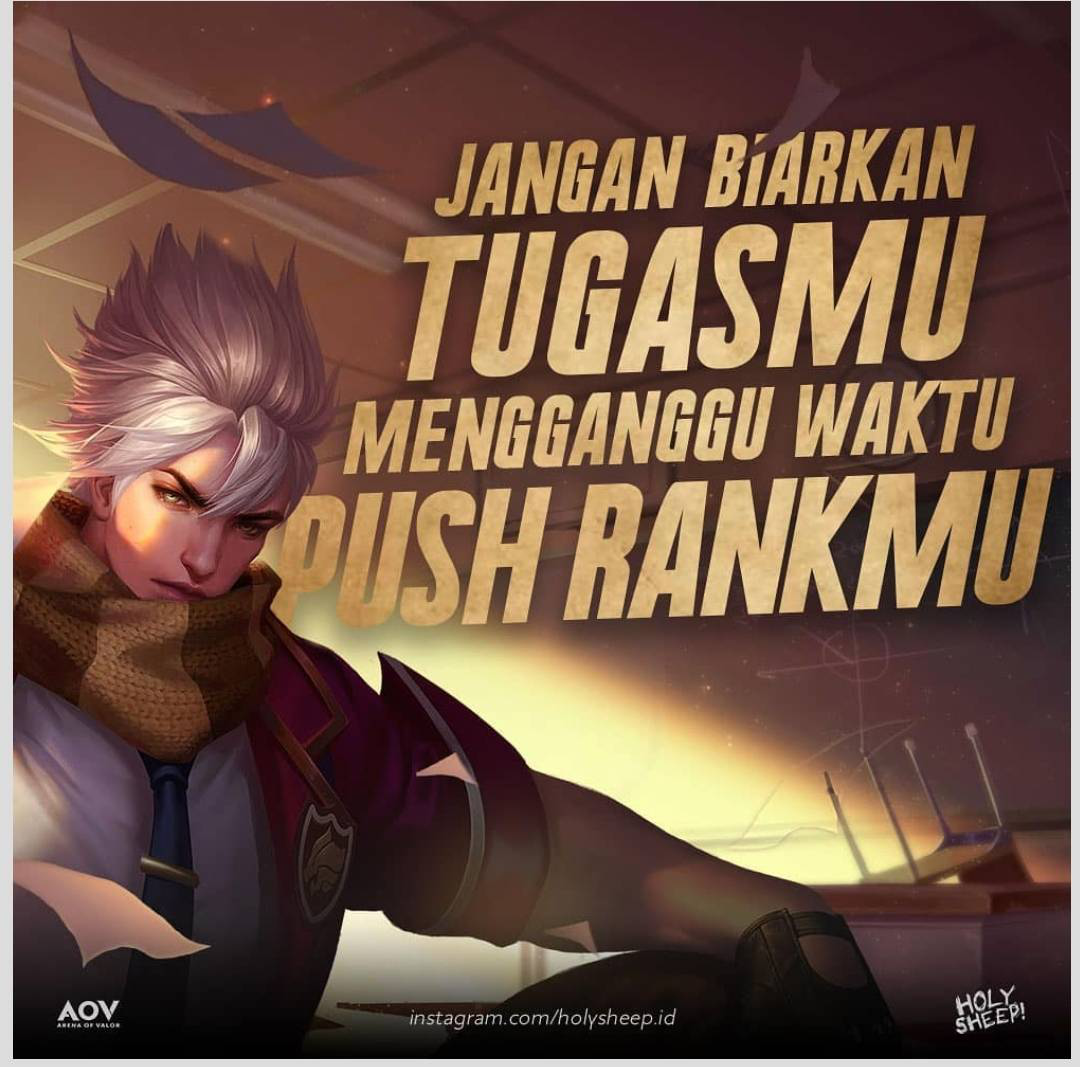 JANGAN BIARKAN
TUGASMU
MENGGANGGU WAKTU
PUSH RANKMU
AOV
ARENA OF VALOR
instagram.com/holysheep.id
HOLY
SHEEP!